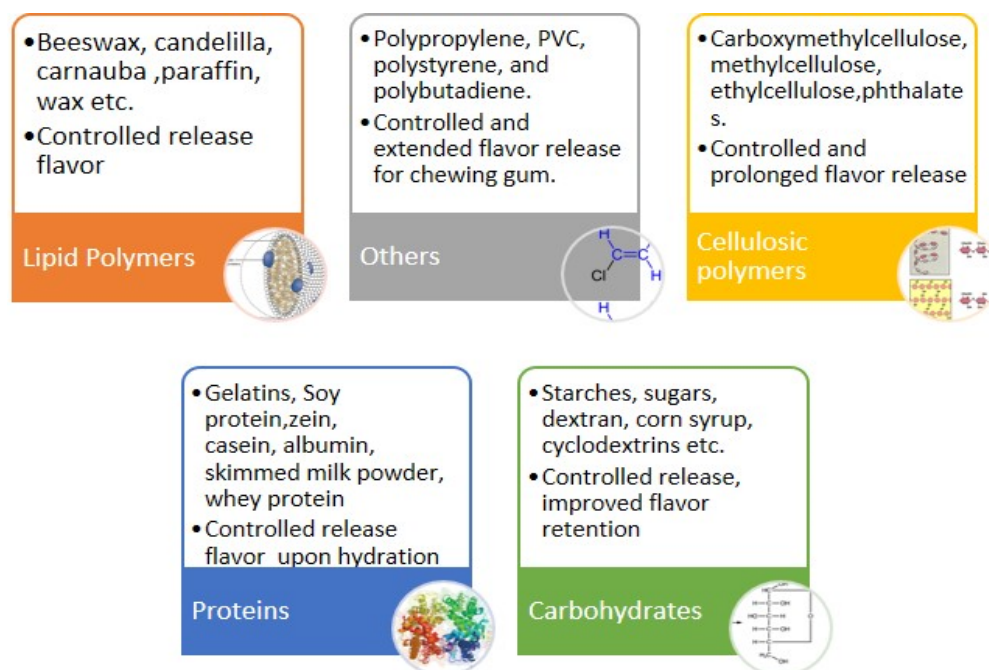 •Beeswax, candelilla,
carnauba ,paraffin,
wax etc.
•Controlled release
flavor
Lipid Polymers
•Polypropylene, PVC,
polystyrene, and
polybutadiene.
•Controlled and
extended flavor release
for chewing gum.
Others
H
C=C
Cl
H
H
•Carboxymethylcellulose,
methylcellulose,
ethylcellulose,phthalate
s.
•Controlled and
prolonged flavor release
Cellulosic
polymers
•Gelatins, Soy
protein,zein,
casein, albumin,
skimmed milk powder,
whey protein
•Controlled release
flavor  upon hydration
Proteins
•Starches, sugars,
dextran, corn syrup,
cyclodextrins etc.
•Controlled release,
improved flavor
retention
Carbohydrates